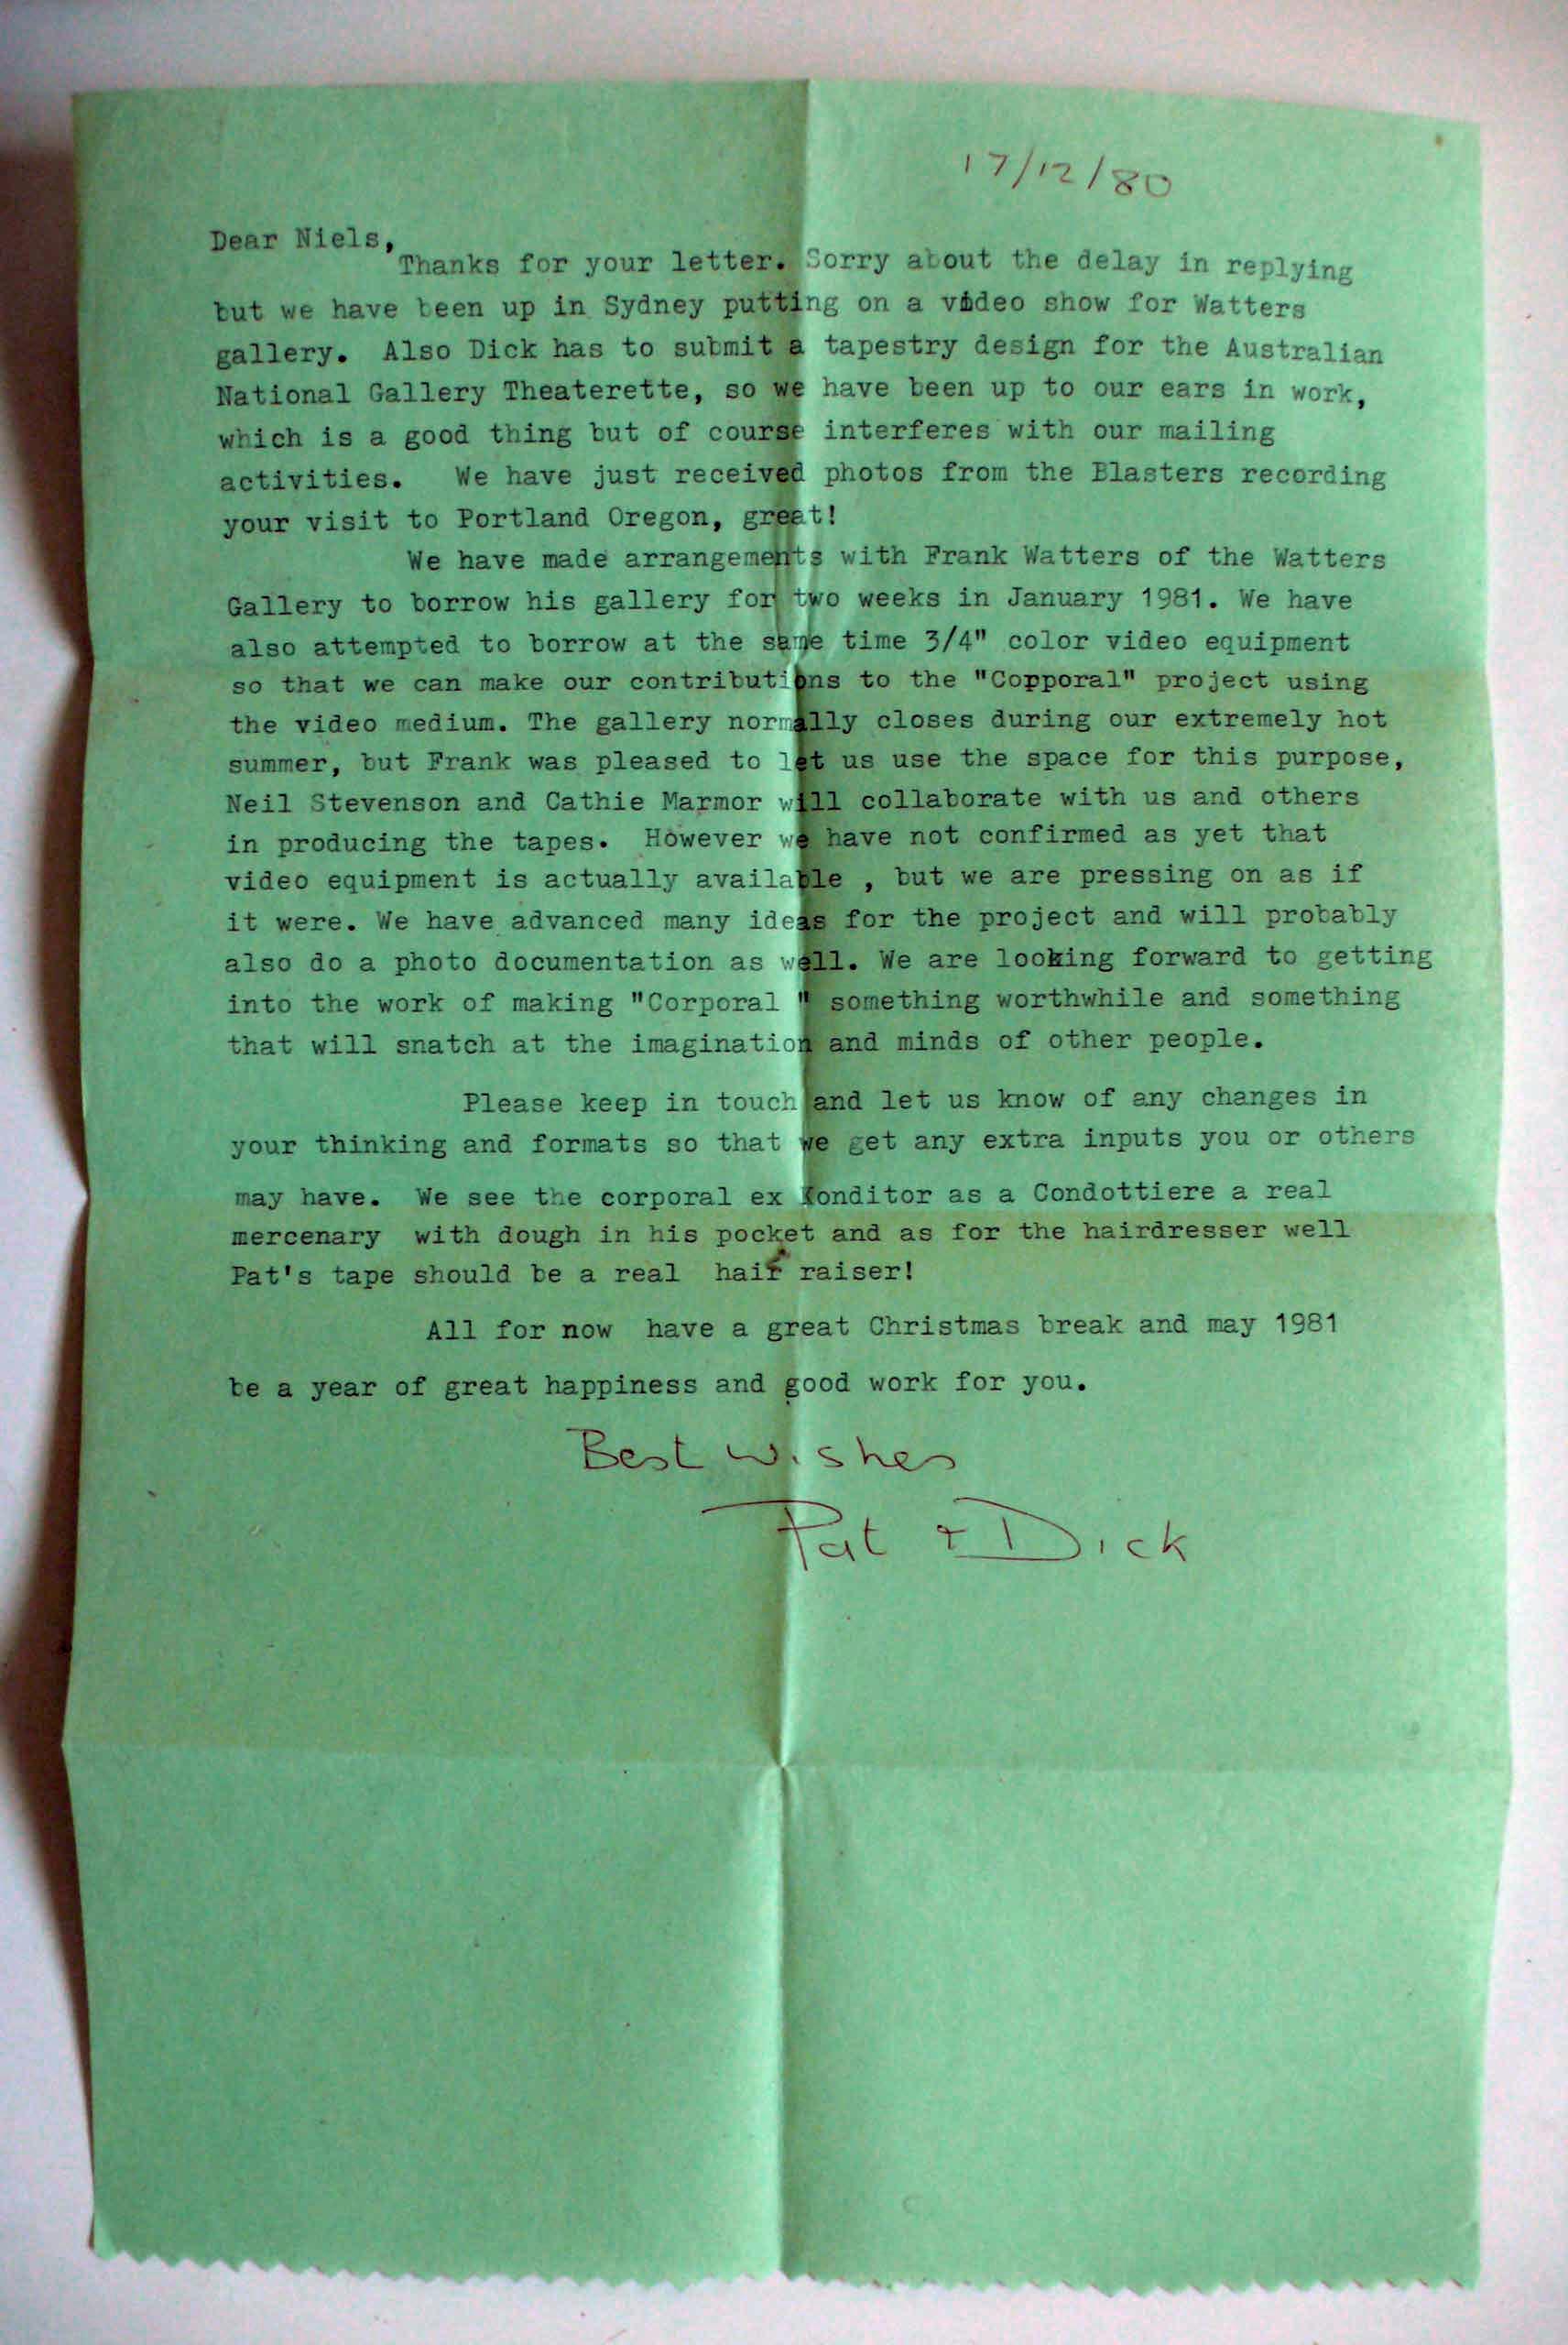 17/12/80
Dear Niels,
Thanks for your letter. Sorry about the delay in replying
but we have been up in Sydney putting on a video show for Watters
gallery. Also Dick has to submit a tapestry design for the Australian
National Gallery Theaterette, so we have been up to our ears in work,
which is a good thing but of course interferes with our mailing
activities. We have just received photos from the Blasters recording
your visit to Portland Oregon, great!
We have made arrangements with Frank Watters of the Watters
Gallery to borrow his gallery for two weeks in January 1981. We have
also attempted to borrow at the same time 3/4" color video equipment
so that we can make our contributions to the "Copporal" project using
the video medium. The gallery normally closes during our extremely hot
summer, but Frank was pleased to let us use the space for this purpose,
Neil Stevenson and Cathie Marmor will collaborate with us and others
in producing the tapes. However we have not confirmed as yet that
video equipment is actually available , but we are pressing on as if
it were. We have advanced many ideas for the project and will probably
also do a photo documentation as well. We are looking forward to getting
into the work of making "Corporal " something worthwhile and something
that will snatch at the imagination and minds of other people.
Please keep in touch and let us know of any changes in
your thinking and formats so that we get any extra inputs you or others
may have. We see the corporal ex Konditor as a Condottiere a real
mercenary with dough in his pocket and as for the hairdresser well
Pat's tape should be a real hair raiser!
All for now have a great Christmas break and may 1981
be a year of great happiness and good work for you.
Best wishes
Pat + Dick